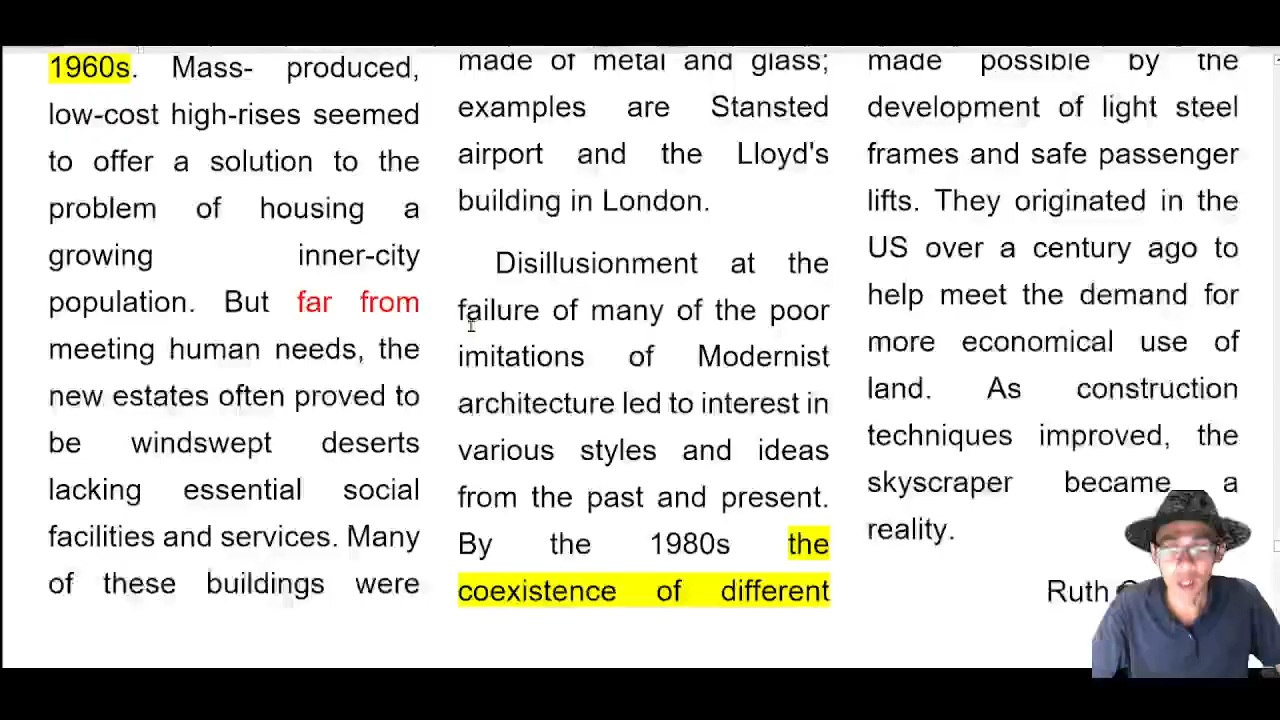 1960s. Mass- produced,
low-cost high-rises seemed
to offer a solution to the
problem of housing a
growing inner-city
population. But far from
meeting human needs, the
new estates often proved to
be windswept deserts
lacking essential social
facilities and services. Many
of these buildings were
made of metal and glass;
examples are Stansted
airport and the Lloyd's
building in London.
Disillusionment at the
failure of many of the poor
imitations of Modernist
architecture led to interest in
various styles and ideas
from the past and present.
By the 1980s the
coexistence of different
made possible by the
development of light steel
frames and safe passenger
lifts. They originated in the
US over a century ago to
help meet the demand for
more economical use of
land. As construction
techniques improved, the
skyscraper became a
reality.
Ruth